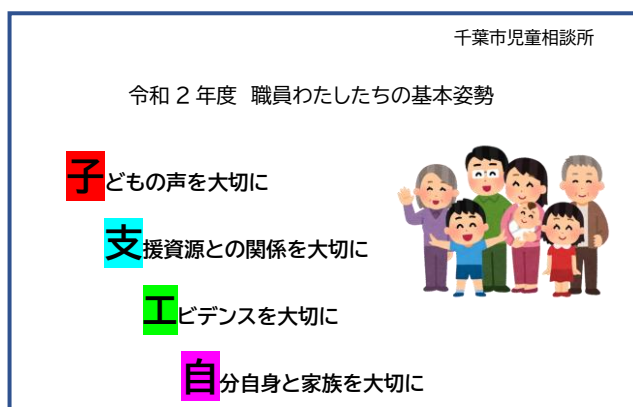 千葉市児童相談所
令和2年度 職員わたしたちの基本姿勢
子どもの声を大切に
支援資源との関係を大切に
エビデンスを大切に
自分自身と家族を大切に